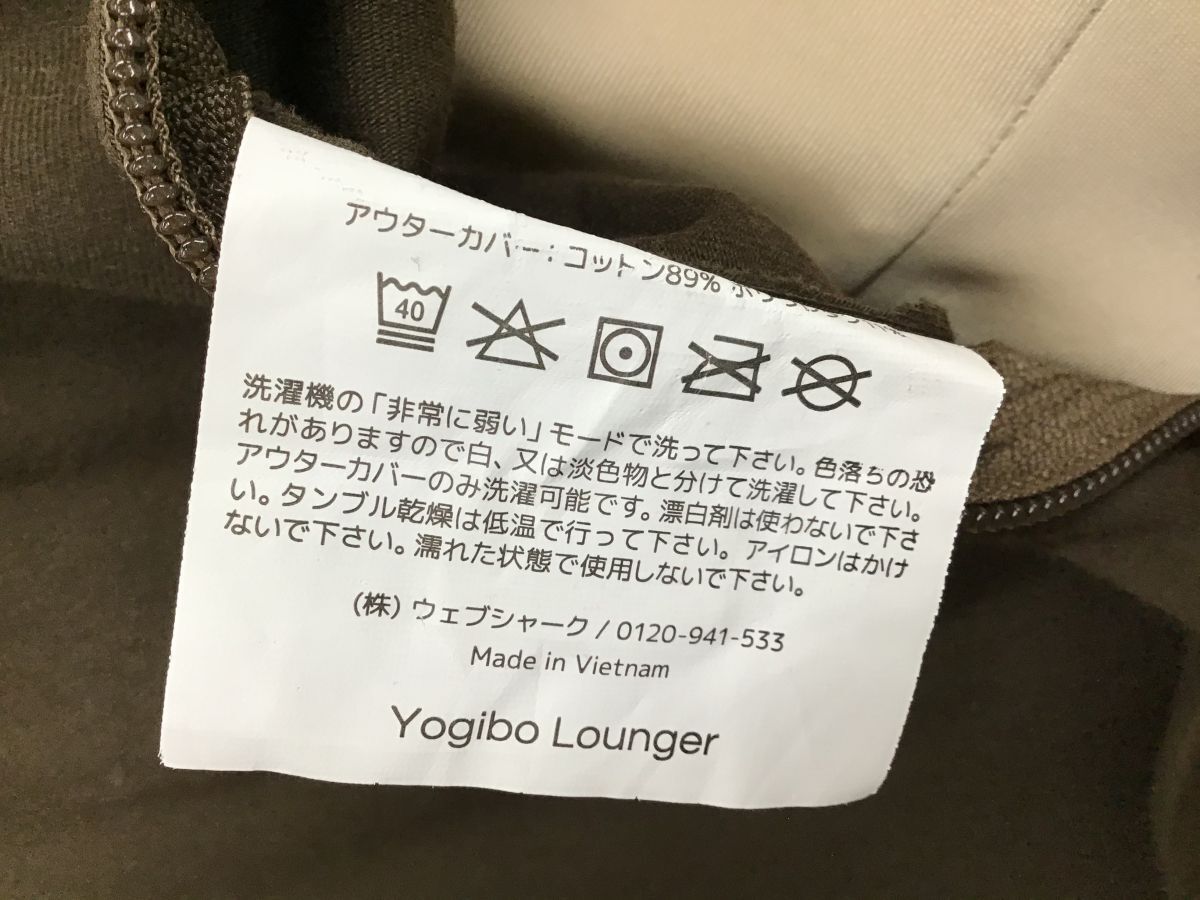 アウターカバー：コットン89%
40
洗濯機の「非常に弱い」モードで洗って下さい。色落ちの恐
れがありますので白、又は淡色物と分けて洗濯して下さい。
アウターカバーのみ洗濯可能です。漂白剤は使わないで下さ
い。タンブル乾燥は低温で行って下さい。アイロンはかけ
ないで下さい。濡れた状態で使用しないで下さい。
(株) ウェブシャーク / 0120-941-533
Made in Vietnam
Yogibo Lounger